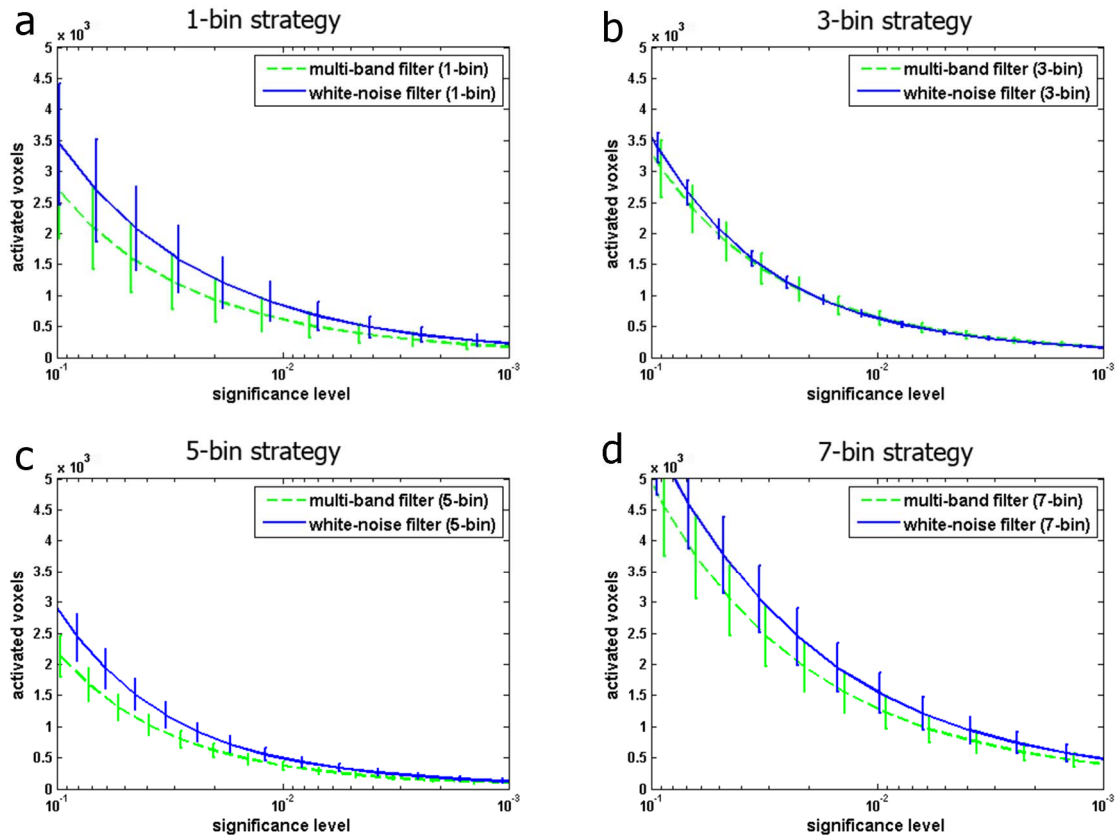 a
1-bin strategy
x 10³
5
4.5
4
3.5
3
2.5
2
1.5
1
0.5
0
activated voxels
multi-band filter (1-bin)
white-noise filter (1-bin)
10⁻¹ 10⁻² 10⁻³
significance level
b
3-bin strategy
x 10³
5
4.5
4
3.5
3
2.5
2
1.5
1
0.5
0
activated voxels
multi-band filter (3-bin)
white-noise filter (3-bin)
10⁻¹ 10⁻² 10⁻³
significance level
c
5-bin strategy
x 10³
5
4.5
4
3.5
3
2.5
2
1.5
1
0.5
0
activated voxels
multi-band filter (5-bin)
white-noise filter (5-bin)
10⁻¹ 10⁻² 10⁻³
significance level
d
7-bin strategy
x 10³
5
4.5
4
3.5
3
2.5
2
1.5
1
0.5
0
activated voxels
multi-band filter (7-bin)
white-noise filter (7-bin)
10⁻¹ 10⁻² 10⁻³
significance level